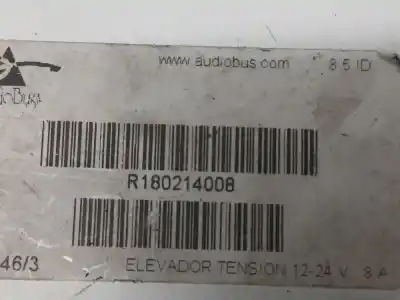 www.audiobus.com 8.5 ID
R180214008
46/3 ELEVADOR TENSION 12-24 V. 8 A